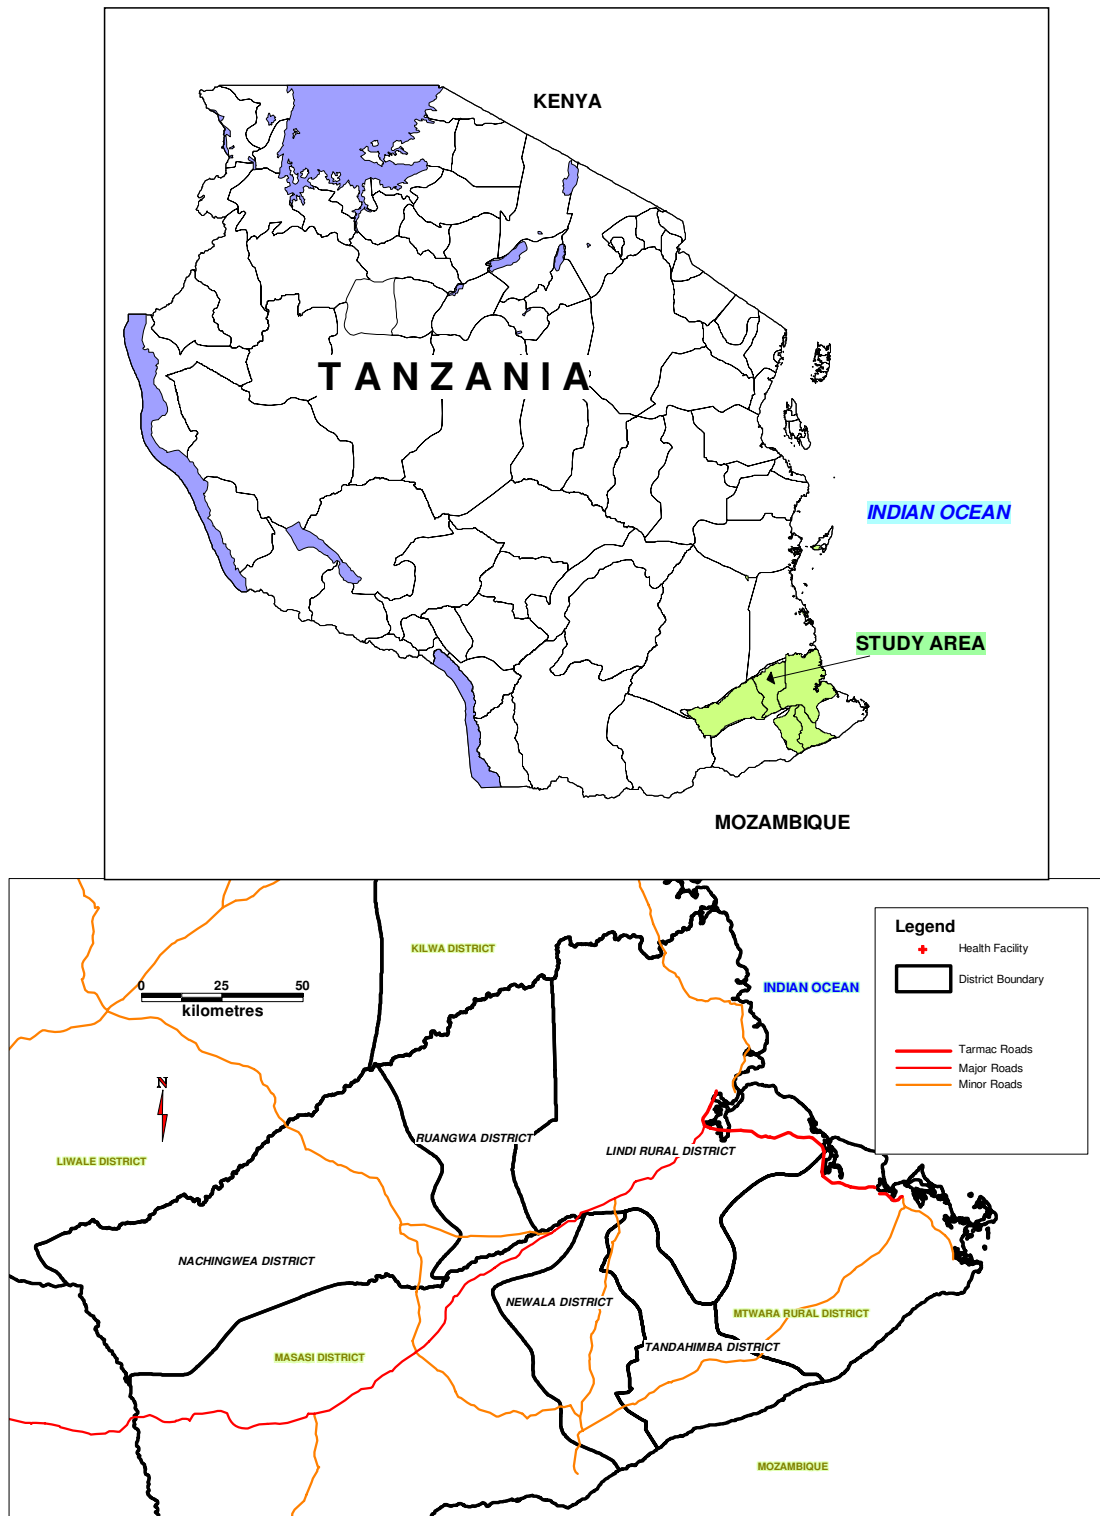 KENYA
TANZANIA
INDIAN OCEAN
STUDY AREA
MOZAMBIQUE
Legend
Health Facility
District Boundary
Tarmac Roads
Major Roads
Minor Roads
KILWA DISTRICT
INDIAN OCEAN
0 25 50
kilometres
N
RUANGWA DISTRICT
LINDI RURAL DISTRICT
LIWALE DISTRICT
NACHINGWEA DISTRICT
NEWALA DISTRICT
MTWARA RURAL DISTRICT
TANDAHIMBA DISTRICT
MASASI DISTRICT
MOZAMBIQUE